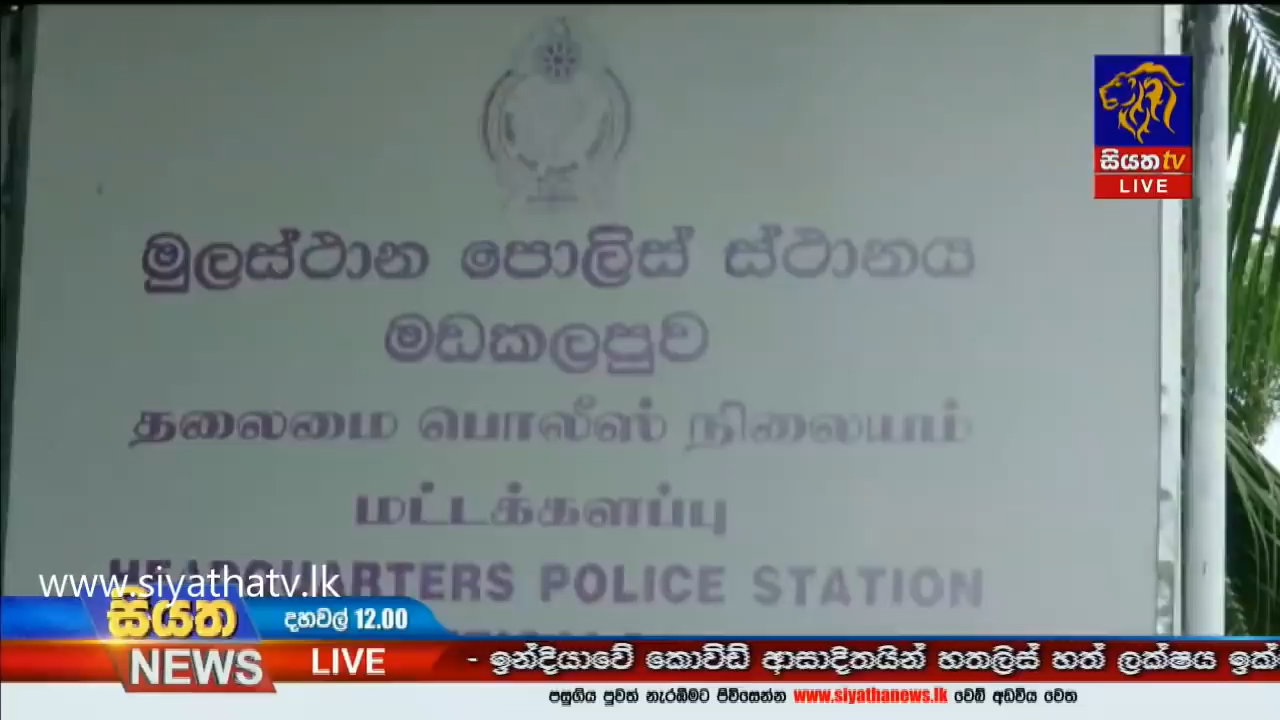 සියත tv
LIVE
මුලස්ථාන පොලිස් ස්ථානය
මඩකලපුව
தலைமை பொலீஸ் நிலையம்
மட்டக்களப்பு
HEADQUARTERS POLICE STATION
www.siyathatv.lk
සියත
NEWS
දහවල් 12.00
LIVE
- ඉන්දියාවේ කොවිඩ් ආසාදිතයින් හතලිස් හත් ලක්ෂය ඉක්
පසුගිය පුවත් නැරඹීමට පිවිසෙන්න www.siyathanews.lk වෙබ් අඩවිය වෙත